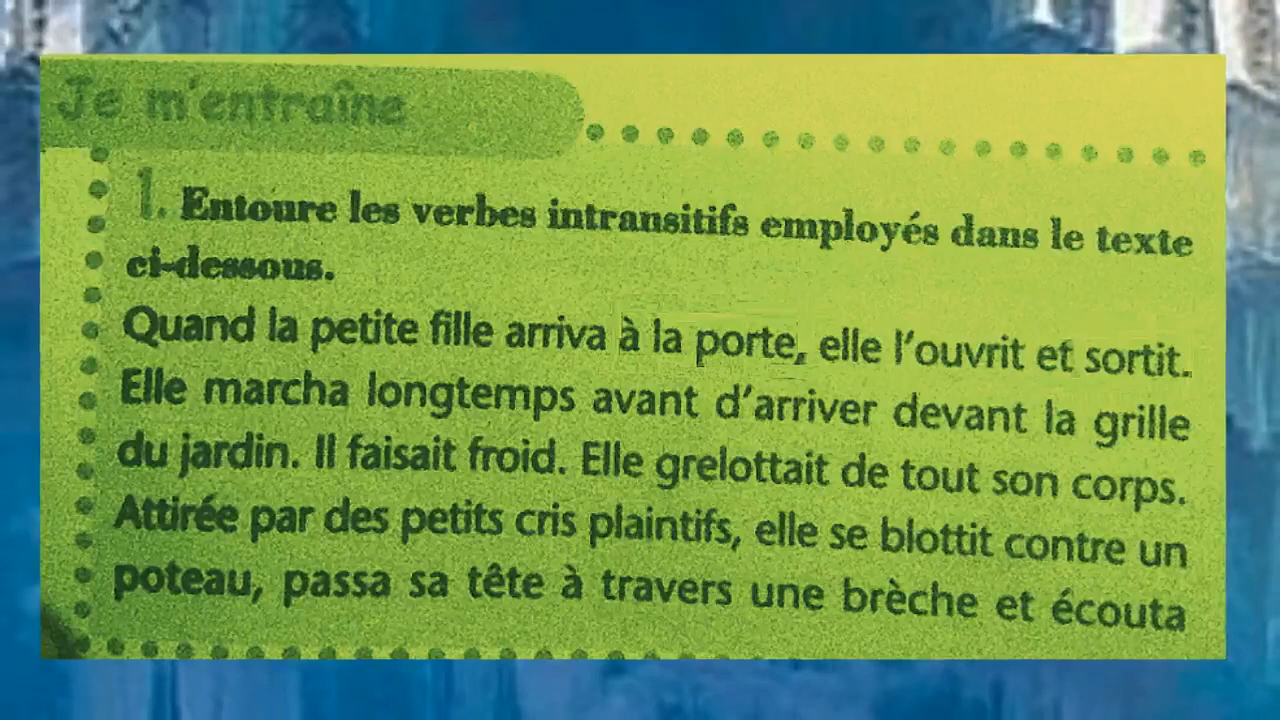 Je m'entraîne
1. Entoure les verbes intransitifs employés dans le texte
ci-dessous.
Quand la petite fille arriva à la porte, elle l'ouvrit et sortit.
Elle marcha longtemps avant d'arriver devant la grille
du jardin. Il faisait froid. Elle grelottait de tout son corps.
Attirée par des petits cris plaintifs, elle se blottit contre un
poteau, passa sa tête à travers une brèche et écouta